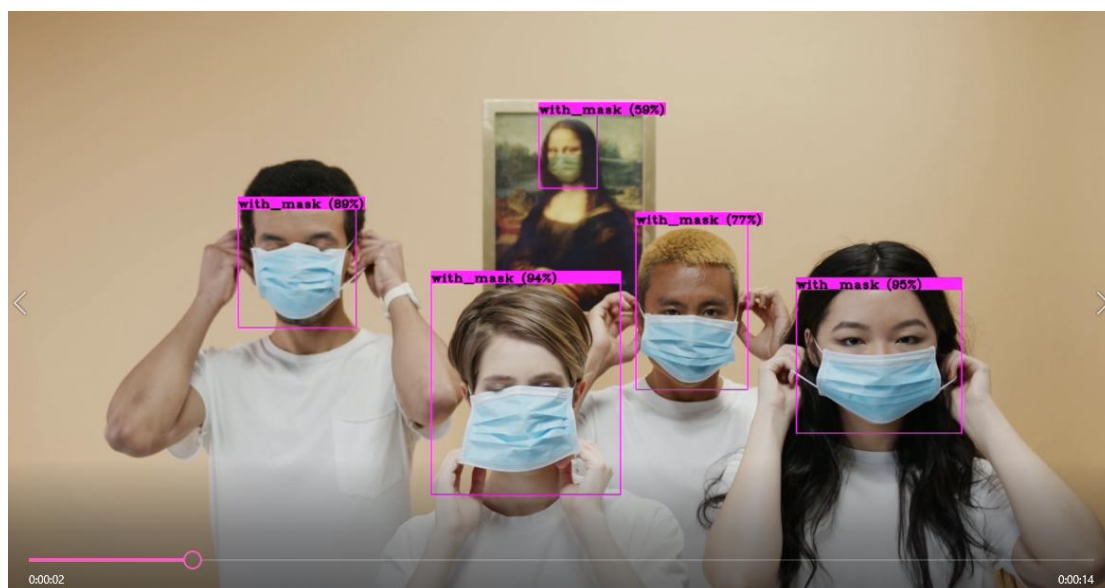 with_mask (59%)
with_mask (89%)
with_mask (77%)
with_mask (94%)
with_mask (95%)
0:00:02
0:00:14